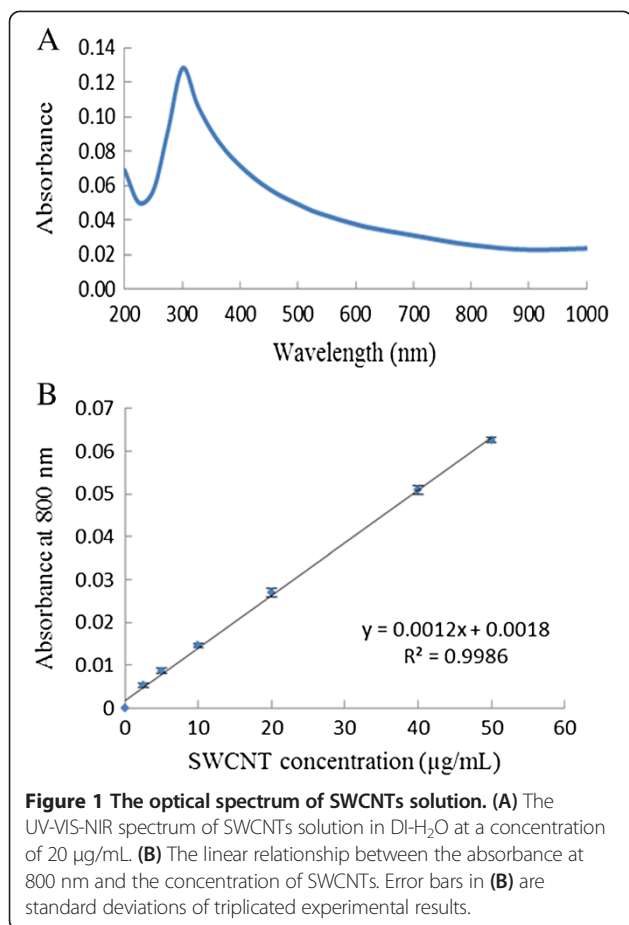 A
Absorbance
0.14
0.12
0.10
0.08
0.06
0.04
0.02
0.00
200 300 400 500 600 700 800 900 1000
Wavelength (nm)
B
Absorbance at 800 nm
0.07
0.06
0.05
0.04
0.03
0.02
0.01
0
y = 0.0012x + 0.0018
R² = 0.9986
0 10 20 30 40 50 60
SWCNT concentration (µg/mL)
Figure 1 The optical spectrum of SWCNTs solution. (A) The
UV-VIS-NIR spectrum of SWCNTs solution in DI-H₂O at a concentration
of 20 µg/mL. (B) The linear relationship between the absorbance at
800 nm and the concentration of SWCNTs. Error bars in (B) are
standard deviations of triplicated experimental results.